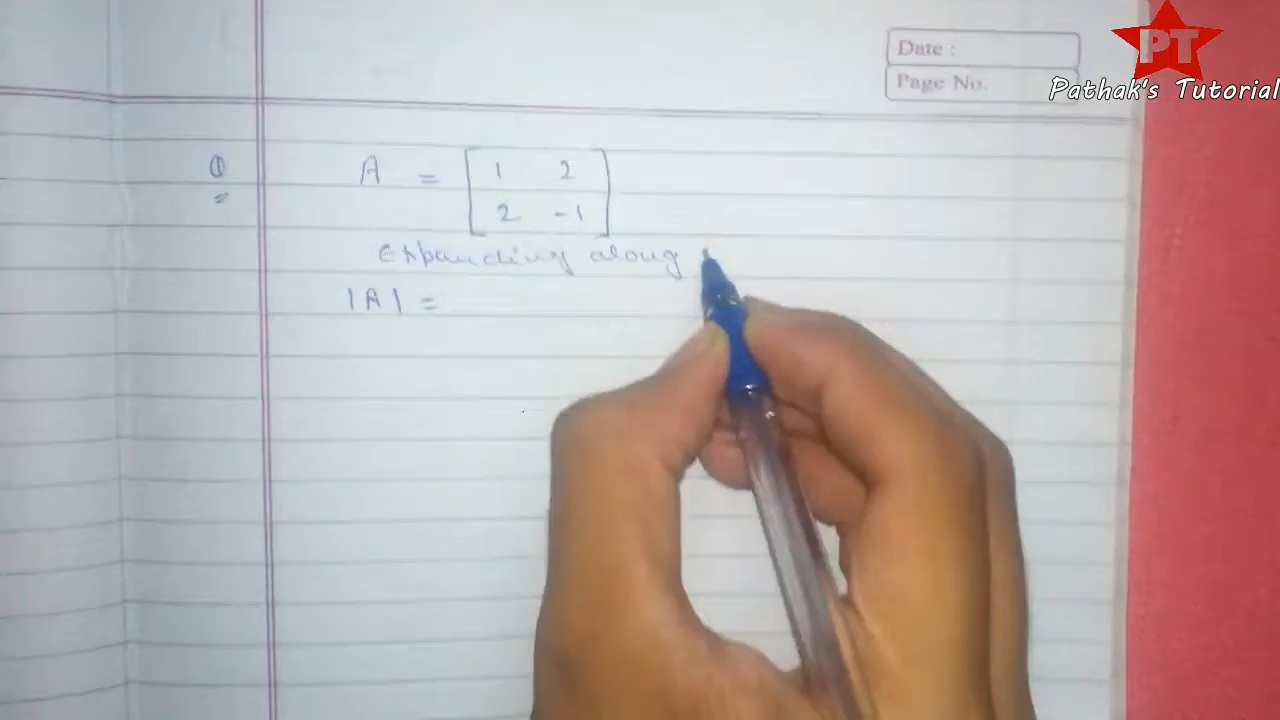 PT
Date :
Page No.
Pathak's Tutorial
① A = [ 1 2
2 -1 ]
Expanding along
|A| =